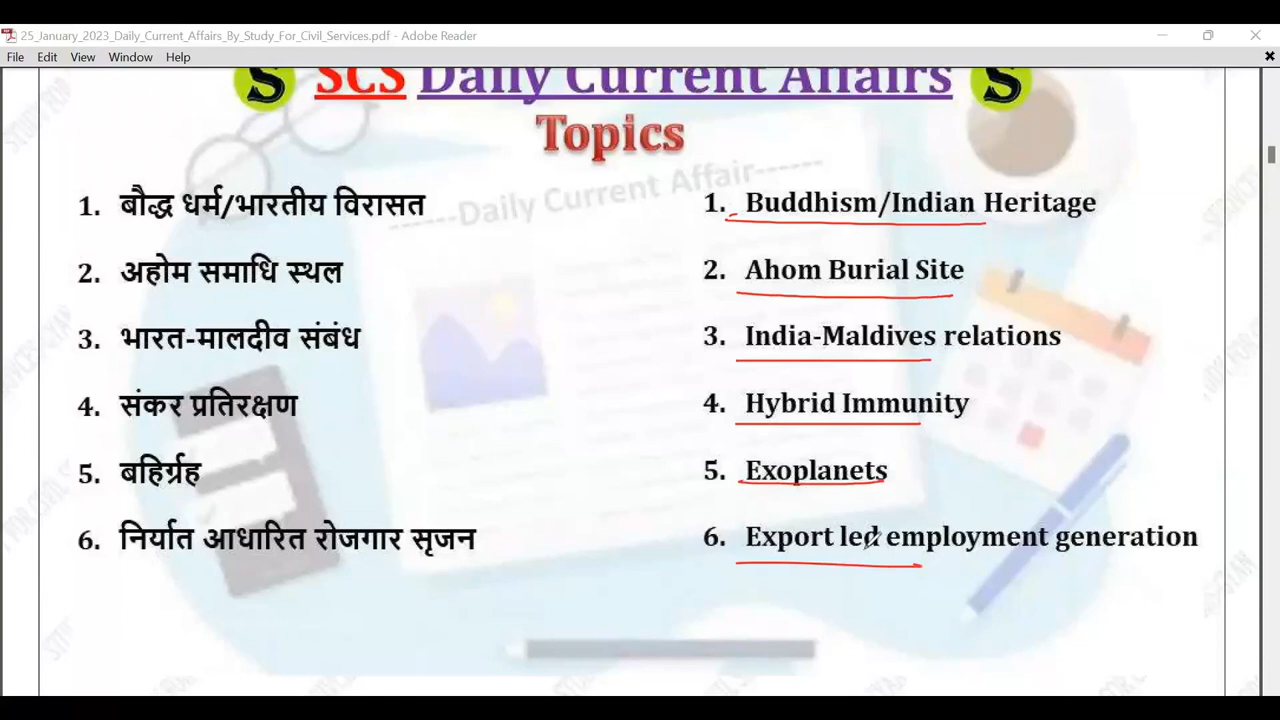 25_January_2023_Daily_Current_Affairs_By_Study_For_Civil_Services.pdf - Adobe Reader
File Edit View Window Help
S SCS Daily Current Affairs S
Topics
------Daily Current Affair------
1. बौद्ध धर्म/भारतीय विरासत
2. अहोम समाधि स्थल
3. भारत-मालदीव संबंध
4. संकर प्रतिरक्षण
5. बहिर्ग्रह
6. निर्यात आधारित रोजगार सृजन
1. Buddhism/Indian Heritage
2. Ahom Burial Site
3. India-Maldives relations
4. Hybrid Immunity
5. Exoplanets
6. Export led employment generation